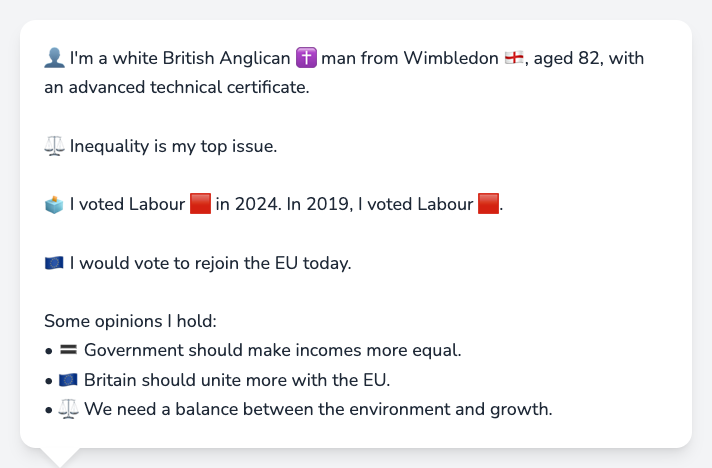 👤 I'm a white British Anglican ✝️ man from Wimbledon 🏴󠁧󠁢󠁥󠁮󠁧󠁿, aged 82, with
an advanced technical certificate.
⚖️ Inequality is my top issue.
🗳️ I voted Labour 🟥 in 2024. In 2019, I voted Labour 🟥.
🇪🇺 I would vote to rejoin the EU today.
Some opinions I hold:
• 🟰 Government should make incomes more equal.
• 🇪🇺 Britain should unite more with the EU.
• ⚖️ We need a balance between the environment and growth.